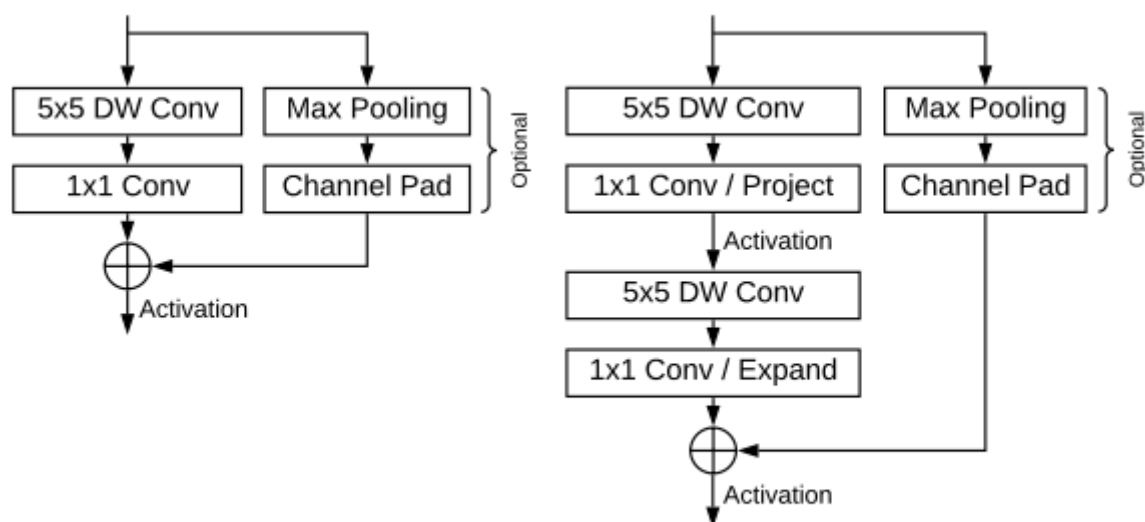 5x5 DW Conv
Max Pooling
1x1 Conv
Channel Pad
Optional
Activation
5x5 DW Conv
Max Pooling
1x1 Conv / Project
Channel Pad
Optional
Activation
5x5 DW Conv
1x1 Conv / Expand
Activation